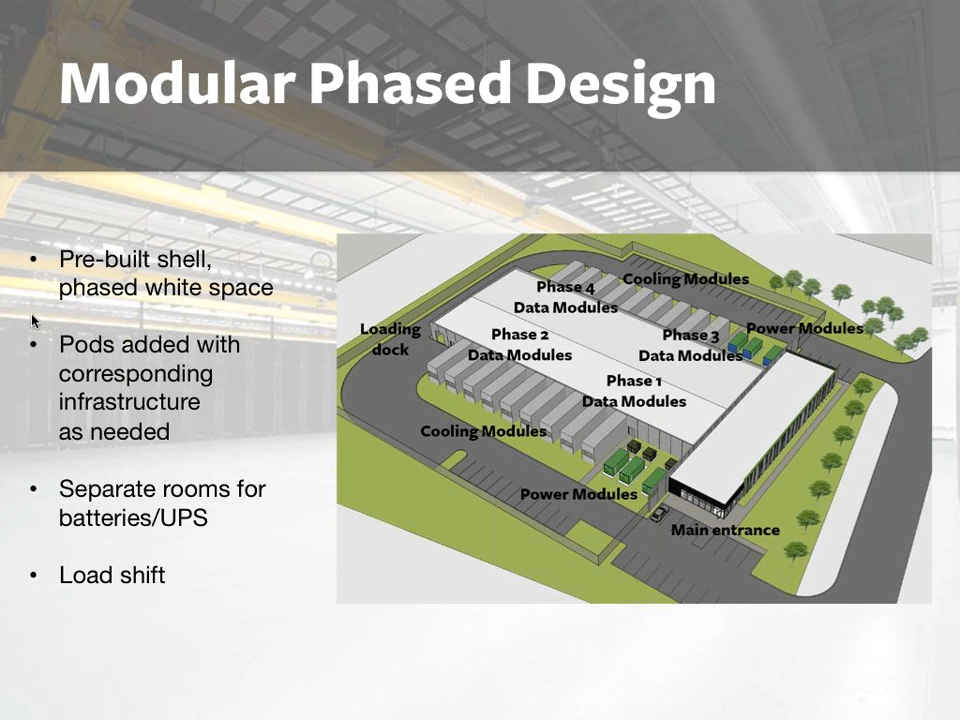 Modular Phased Design
• Pre-built shell,
phased white space
• Pods added with
corresponding
infrastructure
as needed
• Separate rooms for
batteries/UPS
• Load shift
Phase 4
Data Modules
Cooling Modules
Loading
dock
Phase 2
Data Modules
Phase 3
Data Modules
Power Modules
Phase 1
Data Modules
Cooling Modules
Power Modules
Main entrance